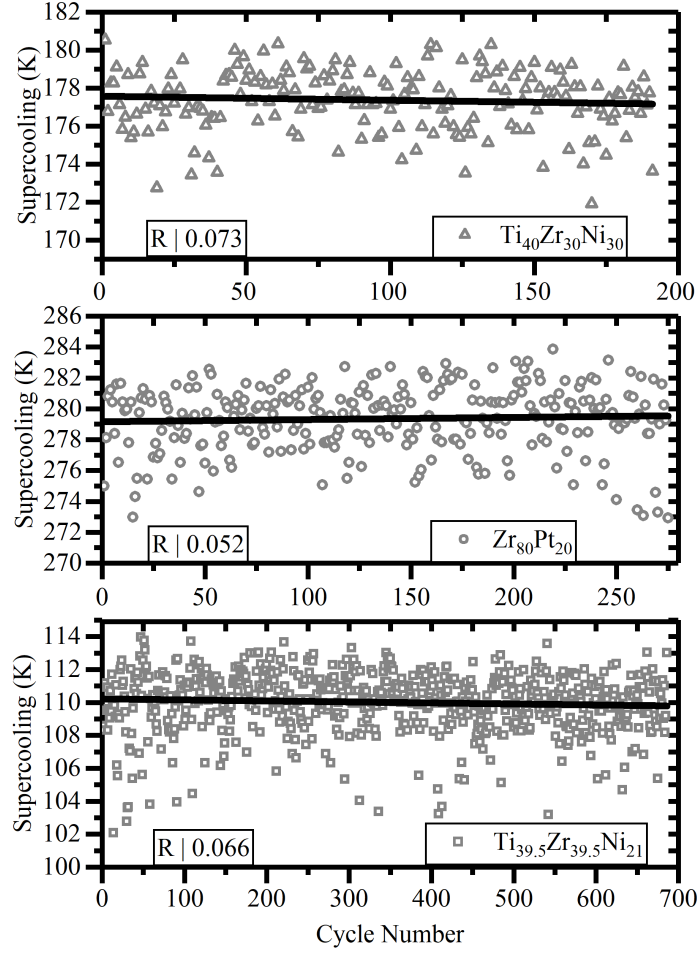 182
180
178
176
174
172
170
Supercooling (K)
R | 0.073
Ti40Zr30Ni30
0 50 100 150 200
286
284
282
280
278
276
274
272
270
Supercooling (K)
R | 0.052
Zr80Pt20
0 50 100 150 200 250
114
112
110
108
106
104
102
100
Supercooling (K)
R | 0.066
Ti39.5Zr39.5Ni21
0 100 200 300 400 500 600 700
Cycle Number